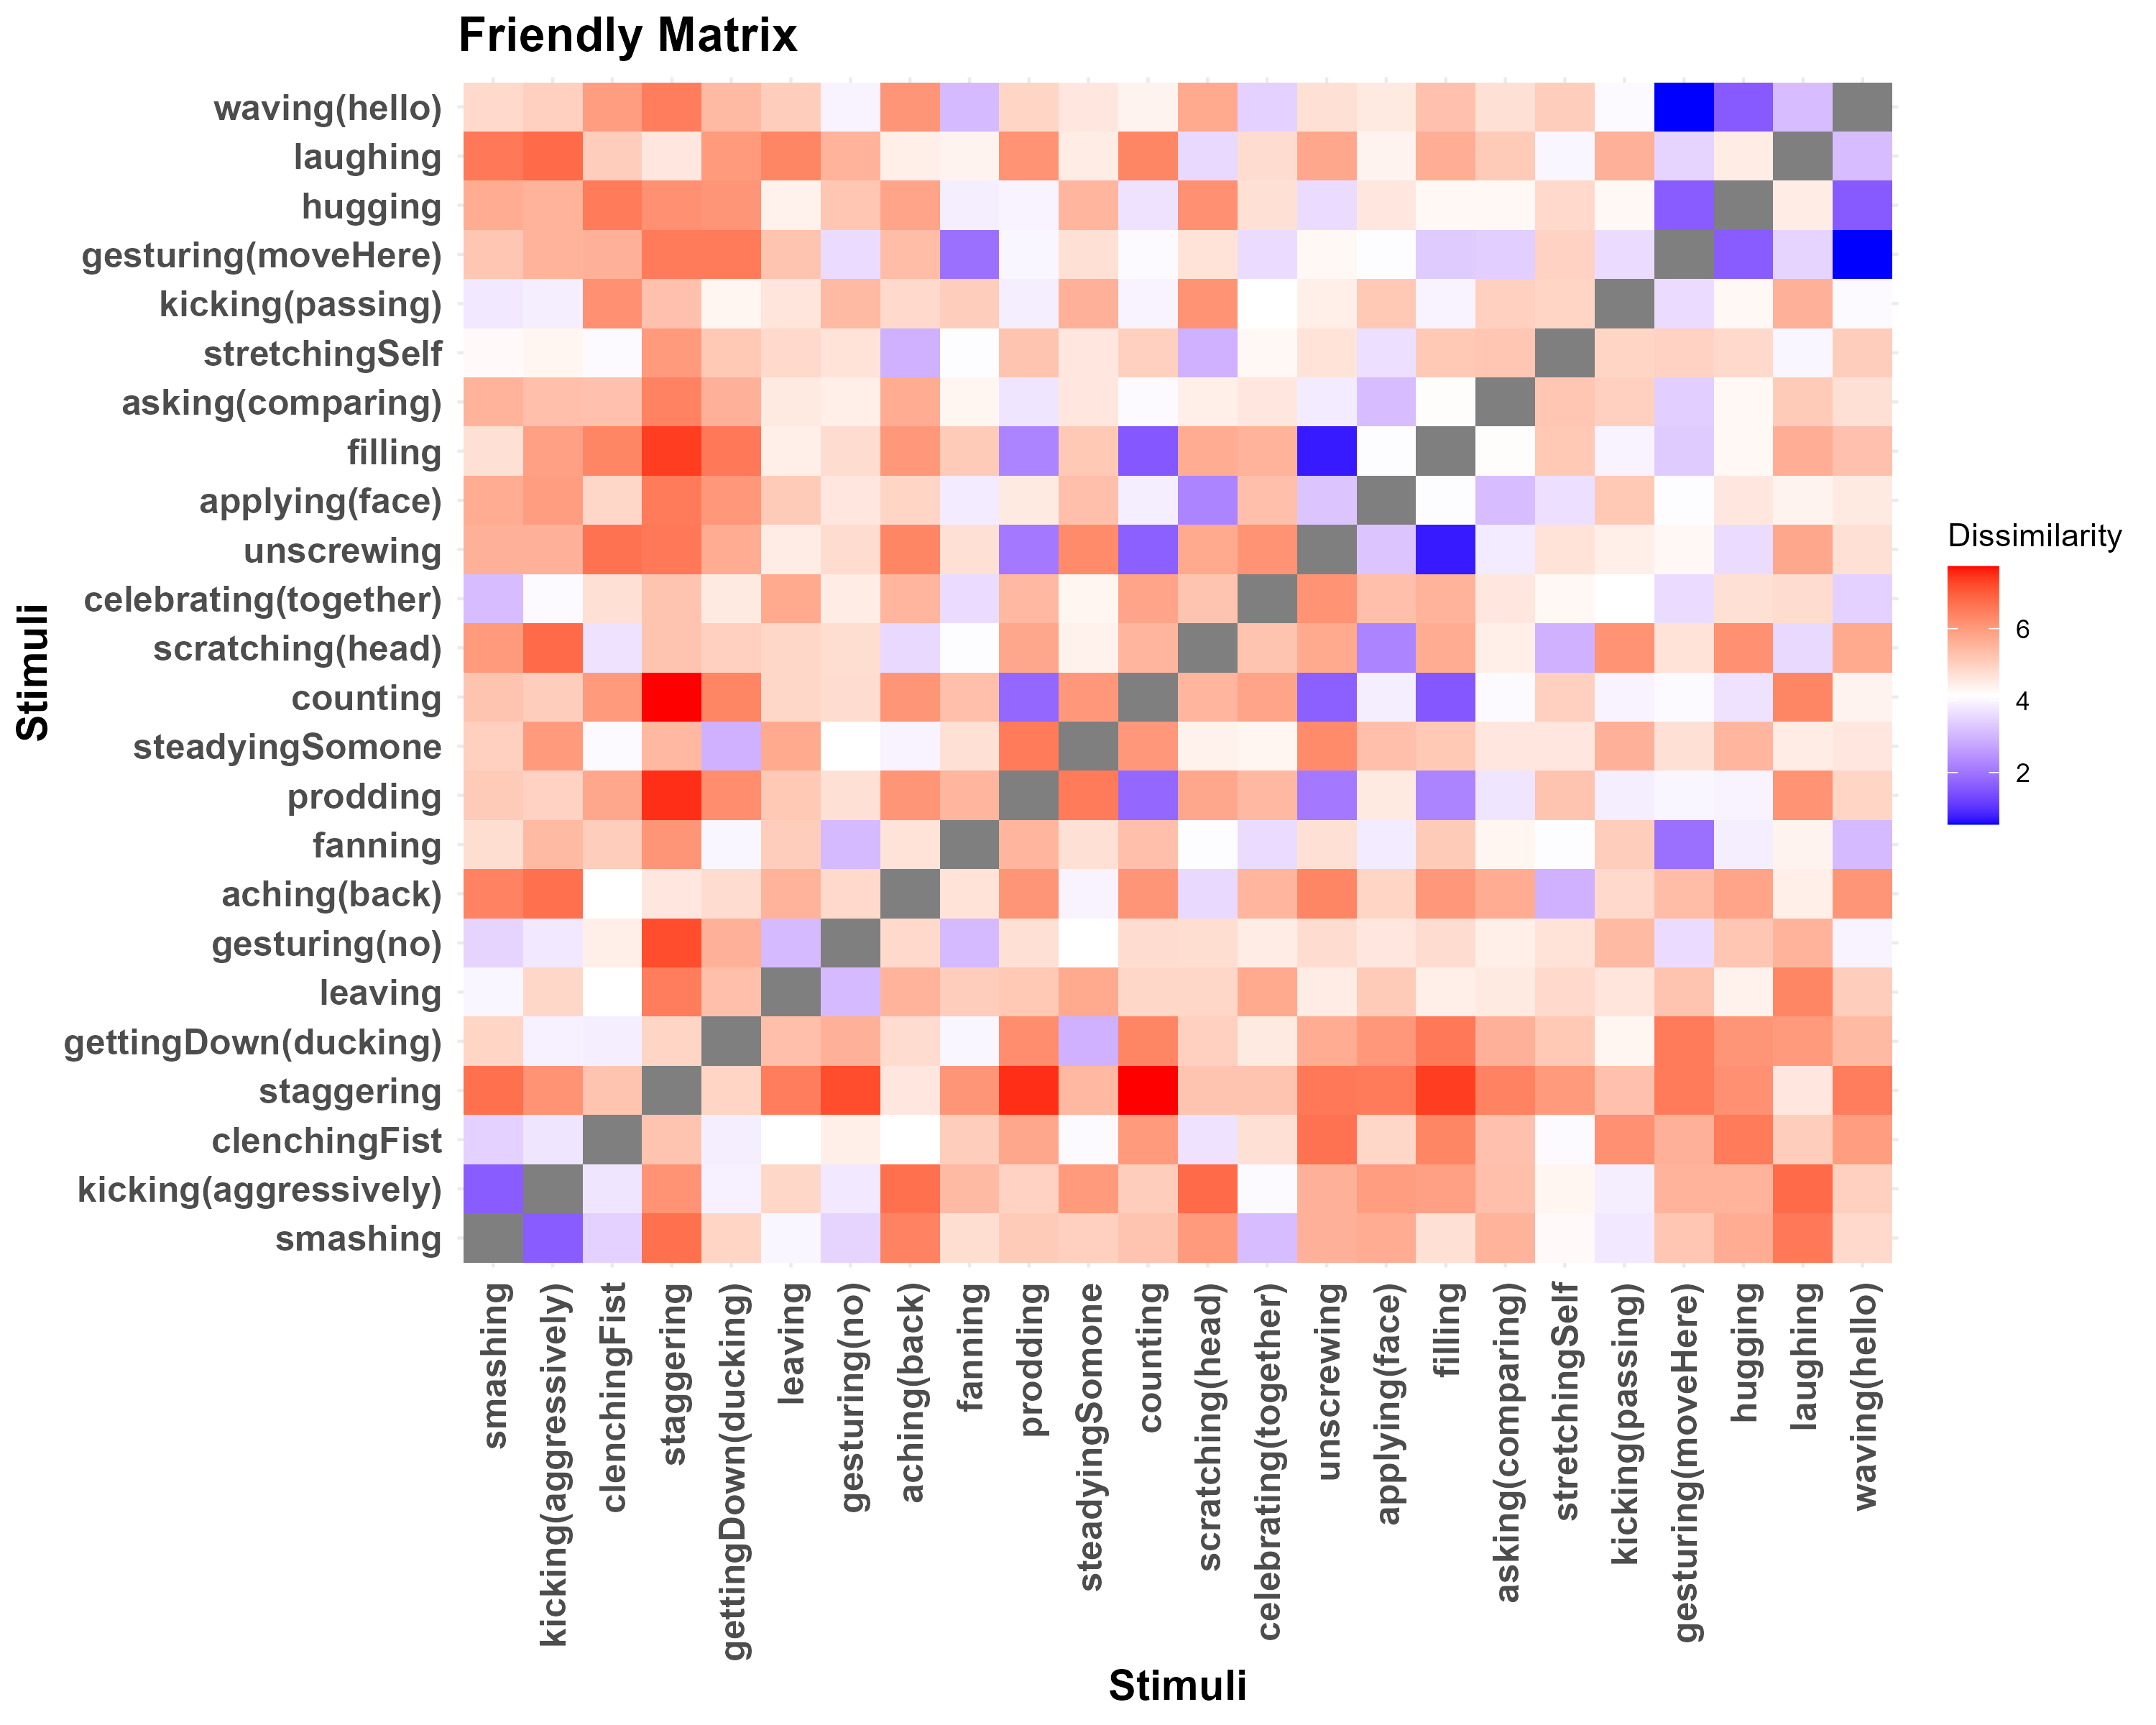 Friendly Matrix
Stimuli
waving(hello)
laughing
hugging
gesturing(moveHere)
kicking(passing)
stretchingSelf
asking(comparing)
filling
applying(face)
unscrewing
celebrating(together)
scratching(head)
counting
steadyingSomone
prodding
fanning
aching(back)
gesturing(no)
leaving
gettingDown(ducking)
staggering
clenchingFist
kicking(aggressively)
smashing
smashing
kicking(aggressively)
clenchingFist
staggering
gettingDown(ducking)
leaving
gesturing(no)
aching(back)
fanning
prodding
steadyingSomone
counting
scratching(head)
celebrating(together)
unscrewing
applying(face)
filling
asking(comparing)
stretchingSelf
kicking(passing)
gesturing(moveHere)
hugging
laughing
waving(hello)
Stimuli
Dissimilarity
6
4
2